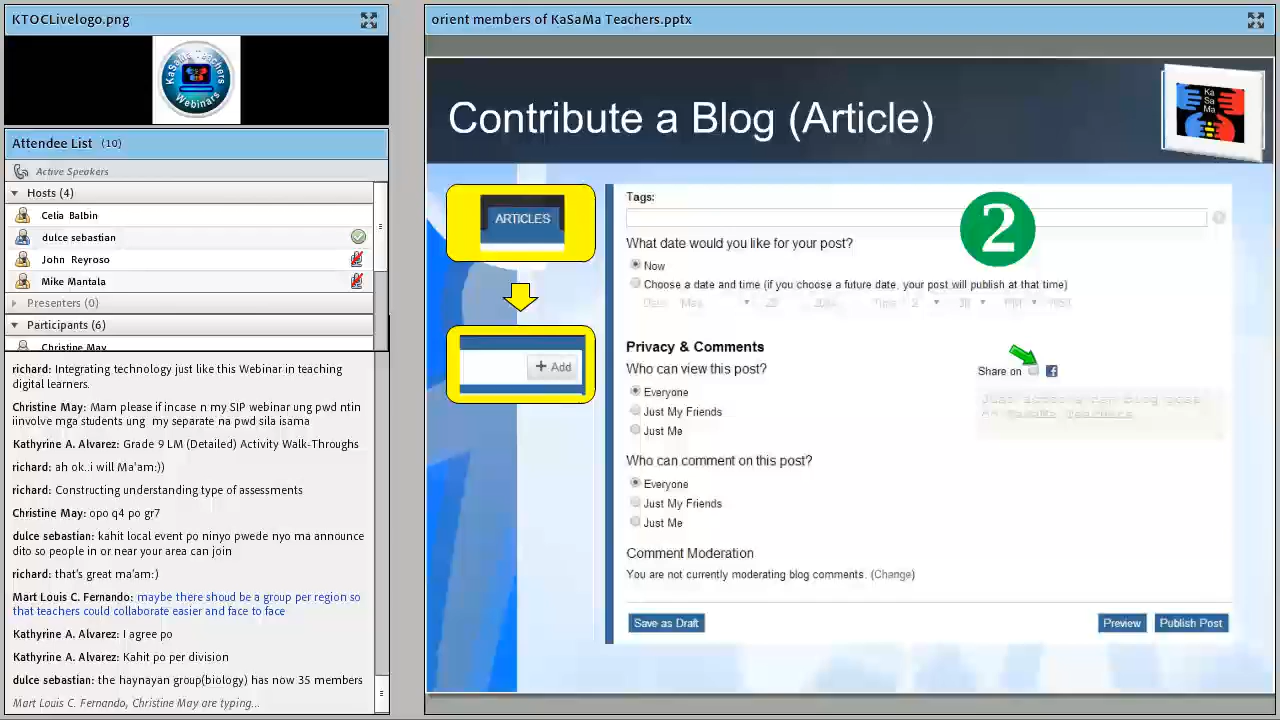 KTOCLivelogo.png
KaSaMa Teachers
Webinars
Attendee List (10)
Active Speakers
Hosts (4)
Celia Balbin
dulce sebastian
John Reyroso
Mike Mantala
Presenters (0)
Participants (6)
Christine May
richard: Integrating technology just like this Webinar in teaching
digital learners.
Christine May: Mam please if incase n my SIP webinar ung pwd ntin
iinvolve mga students ung my separate na pwd sila isama
Kathyrine A. Alvarez: Grade 9 LM (Detailed) Activity Walk-Throughs
richard: ah ok..i will Ma'am:))
richard: Constructing understanding type of assessments
Christine May: opo q4 po gr7
dulce sebastian: kahit local event po ninyo pwede nyo ma announce
dito so people in or near your area can join
richard: that's great ma'am:)
Mart Louis C. Fernando: maybe there shoud be a group per region so
that teachers could collaborate easier and face to face
Kathyrine A. Alvarez: I agree po
Kathyrine A. Alvarez: Kahit po per division
dulce sebastian: the haynayan group(biology) has now 35 members
Mart Louis C. Fernando, Christine May are typing...
orient members of KaSaMa Teachers.pptx
Contribute a Blog (Article)
Ka
Sa
Ma
ARTICLES
+ Add
Tags:
2
What date would you like for your post?
Now
Choose a date and time (if you choose a future date, your post will publish at that time)
Privacy & Comments
Who can view this post?
Everyone
Just My Friends
Just Me
Share on
Who can comment on this post?
Everyone
Just My Friends
Just Me
Comment Moderation
You are not currently moderating blog comments. (Change)
Save as Draft
Preview
Publish Post